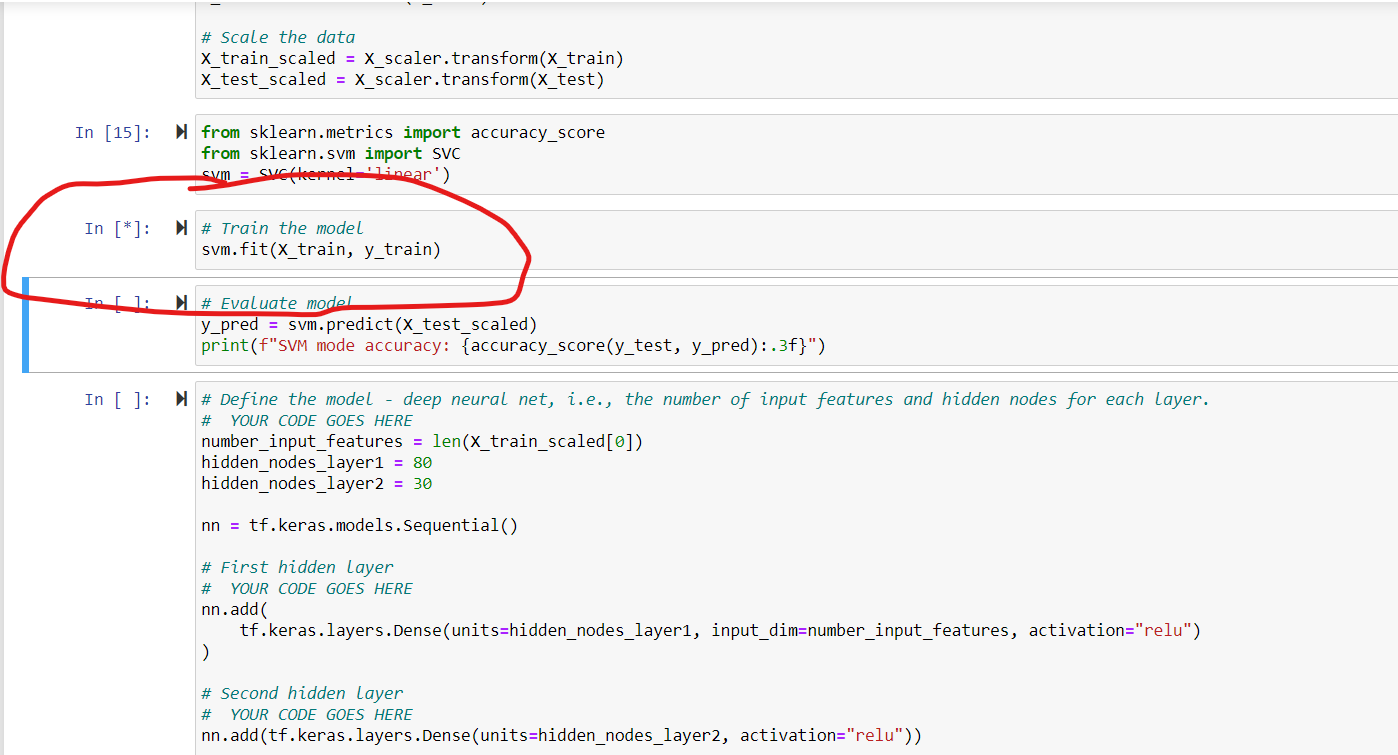 # Scale the data
X_train_scaled = X_scaler.transform(X_train)
X_test_scaled = X_scaler.transform(X_test)
In [15]:
from sklearn.metrics import accuracy_score
from sklearn.svm import SVC
svm = SVC(kernel='linear')
In [*]:
# Train the model
svm.fit(X_train, y_train)
In [ ]:
# Evaluate model
y_pred = svm.predict(X_test_scaled)
print(f"SVM mode accuracy: {accuracy_score(y_test, y_pred):.3f}")
In [ ]:
# Define the model - deep neural net, i.e., the number of input features and hidden nodes for each layer.
#  YOUR CODE GOES HERE
number_input_features = len(X_train_scaled[0])
hidden_nodes_layer1 = 80
hidden_nodes_layer2 = 30
nn = tf.keras.models.Sequential()
# First hidden layer
#  YOUR CODE GOES HERE
nn.add(
    tf.keras.layers.Dense(units=hidden_nodes_layer1, input_dim=number_input_features, activation="relu")
)
# Second hidden layer
#  YOUR CODE GOES HERE
nn.add(tf.keras.layers.Dense(units=hidden_nodes_layer2, activation="relu"))